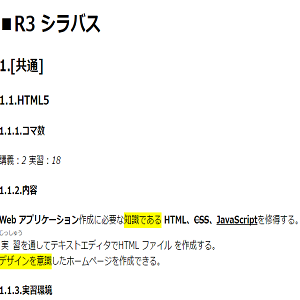 ■R3 シラバス
1.[共通]
1.1.HTML5
1.1.1.コマ数
講義：2 実習：18
1.1.2.内容
Web アプリケーション作成に必要な知識である HTML、CSS、JavaScriptを修得する。
じっしゅう
実習を通してテキストエディタでHTML ファイル を作成する。
デザインを意識したホームページを作成できる。
1.1.3.実習環境